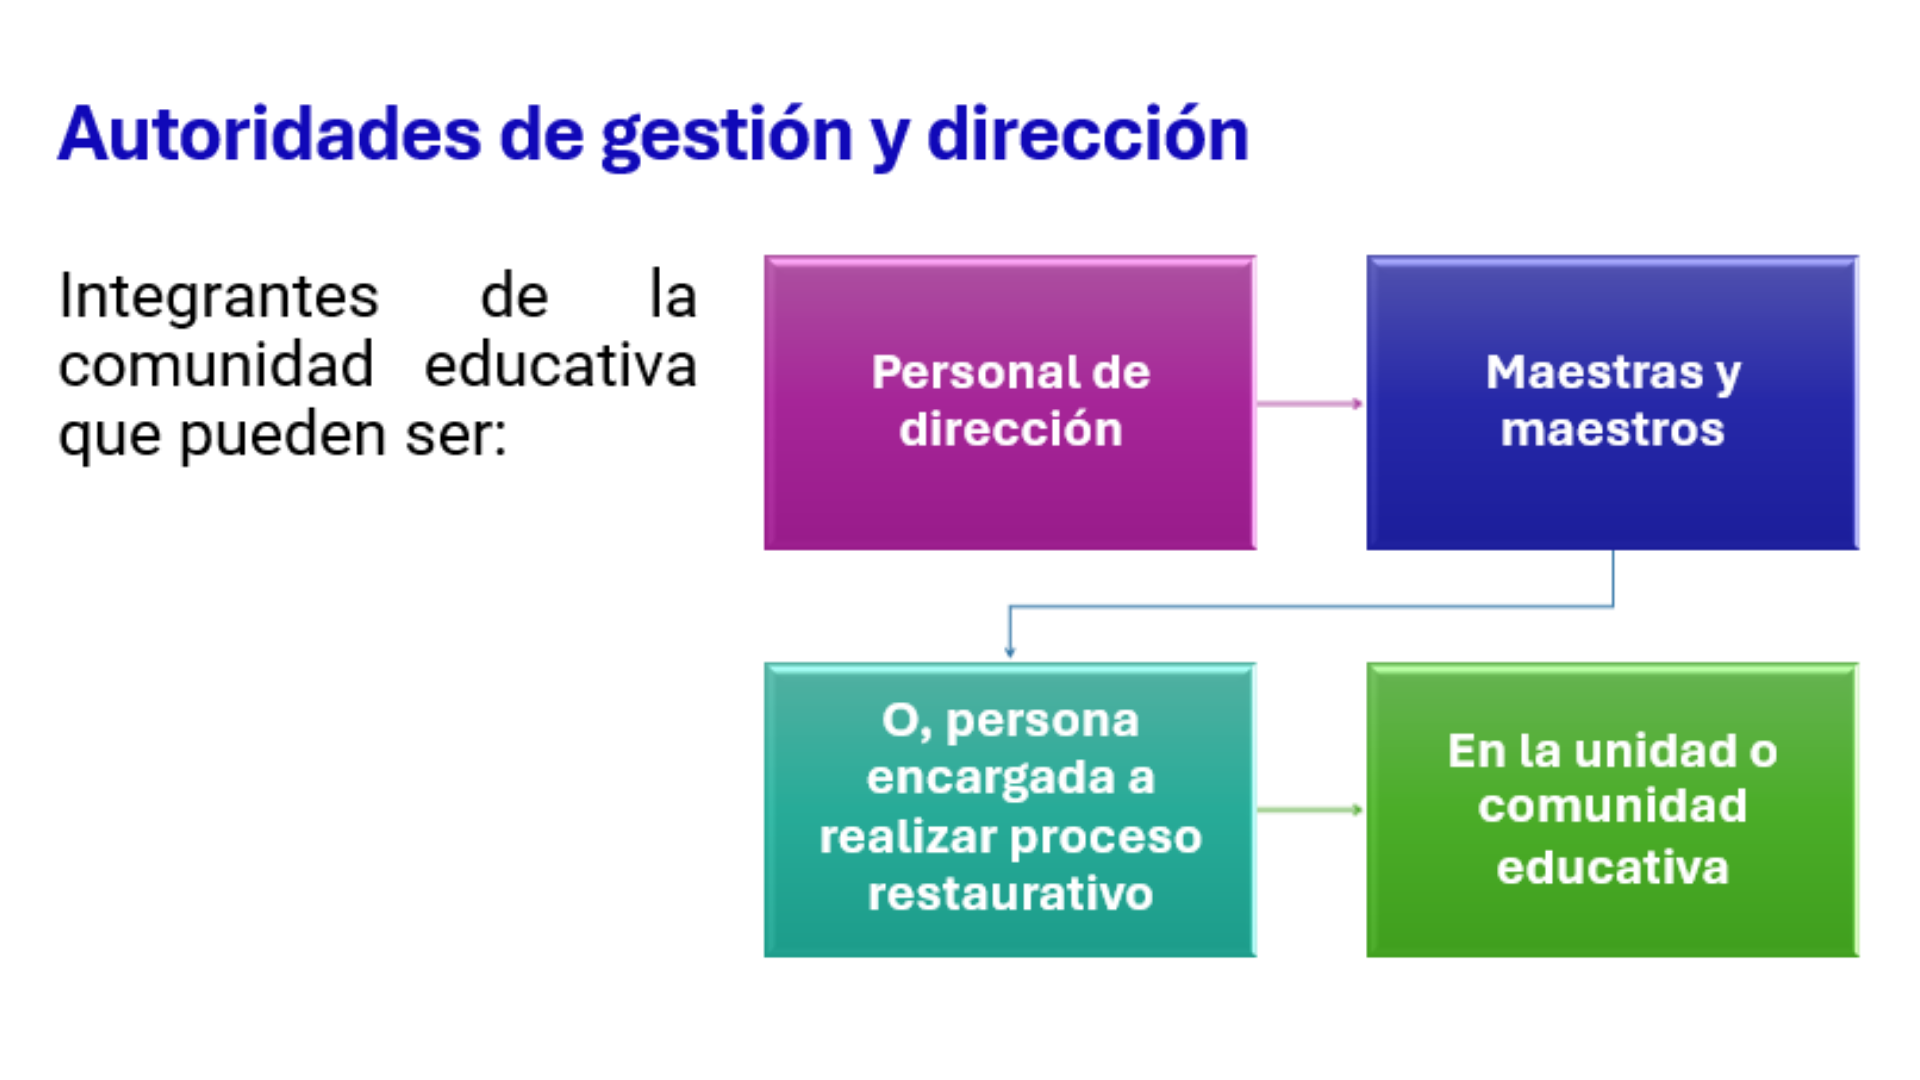 Autoridades de gestión y dirección
Integrantes de la
comunidad educativa
que pueden ser:
Personal de
dirección
Maestras y
maestros
O, persona
encargada a
realizar proceso
restaurativo
En la unidad o
comunidad
educativa